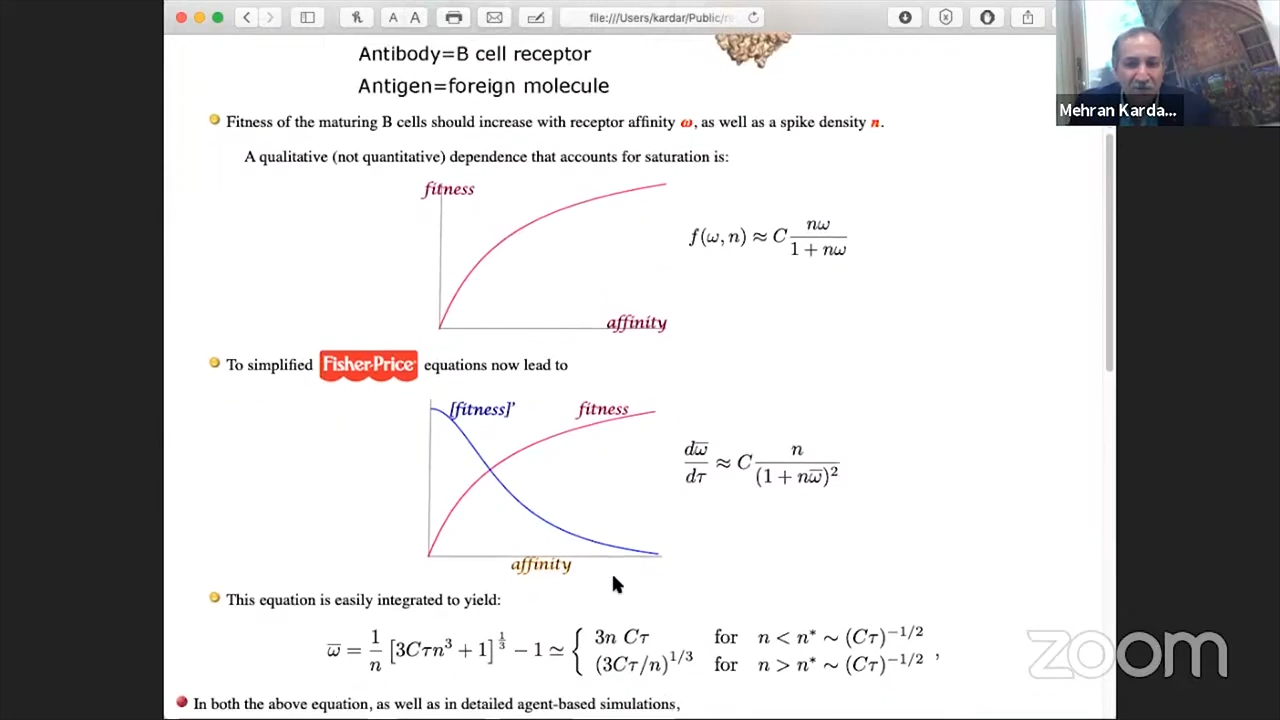 A A
file:///Users/kardar/Public/re
Mehran Karda...
Antibody=B cell receptor
Antigen=foreign molecule
Fitness of the maturing B cells should increase with receptor affinity ω, as well as a spike density n.
A qualitative (not quantitative) dependence that accounts for saturation is:
fitness
f(ω, n) ≈ C nω / 1 + nω
affinity
To simplified Fisher-Price equations now lead to
[fitness]' fitness
dω̅ / dτ ≈ C n / (1 + nω̅)²
affinity
This equation is easily integrated to yield:
ω̅ = 1/n [3Cτn³ + 1]^{1/3} − 1 ≃ { 3n Cτ for n < n* ∼ (Cτ)^{−1/2}
(3Cτ/n)^{1/3} for n > n* ∼ (Cτ)^{−1/2} ,
In both the above equation, as well as in detailed agent-based simulations,
zoom